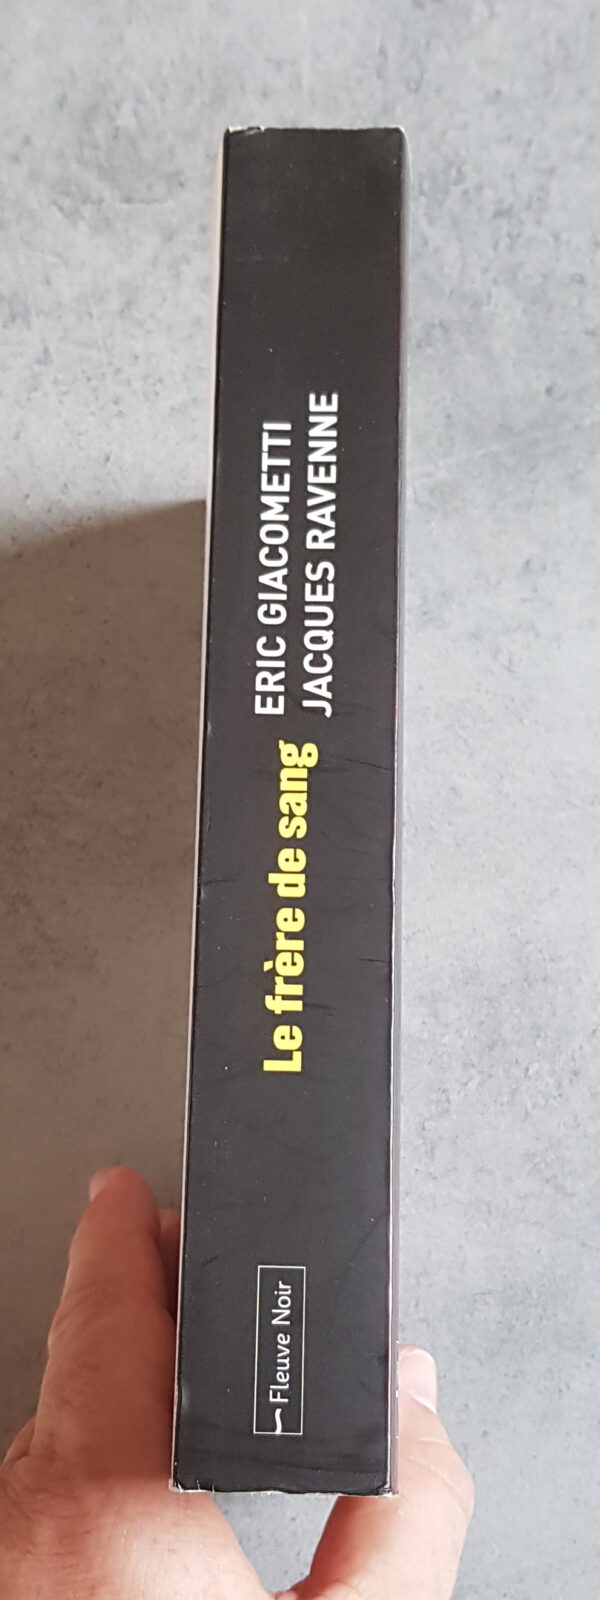 ERIC GIACOMETTI
JACQUES RAVENNE
Le frère de sang
Fleuve Noir